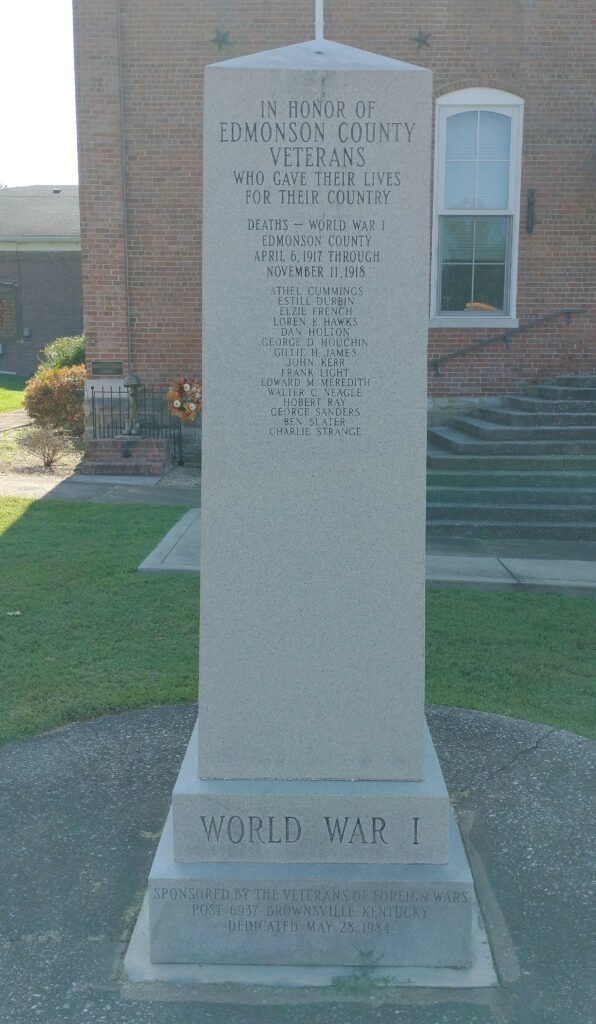 IN HONOR OF
EDMONSON COUNTY
VETERANS
WHO GAVE THEIR LIVES
FOR THEIR COUNTRY
DEATHS — WORLD WAR I
EDMONSON COUNTY
APRIL 6, 1917 THROUGH
NOVEMBER 11, 1918
ATHEL CUMMINGS
ESTILL DURBIN
ELZIE FRENCH
LOREN E HAWKS
DAN HOLTON
GEORGE D. HOUCHIN
GILLIE H. JAMES
JOHN KERR
FRANK LIGHT
EDWARD M. MEREDITH
WALTER C. NEAGLE
HOBERT RAY
GEORGE SANDERS
BEN SLATER
CHARLIE STRANGE
WORLD WAR I
SPONSORED BY THE VETERANS OF FOREIGN WARS
POST 6937 BROWNSVILLE KENTUCKY
DEDICATED MAY 28, 1984